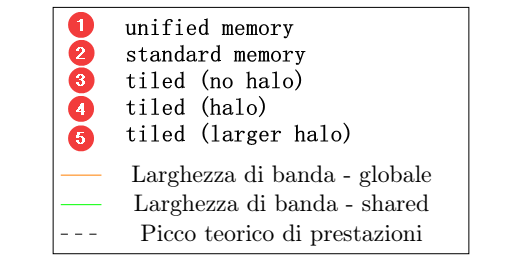 1 unified memory
2 standard memory
3 tiled (no halo)
4 tiled (halo)
5 tiled (larger halo)
Larghezza di banda - globale
Larghezza di banda - shared
Picco teorico di prestazioni